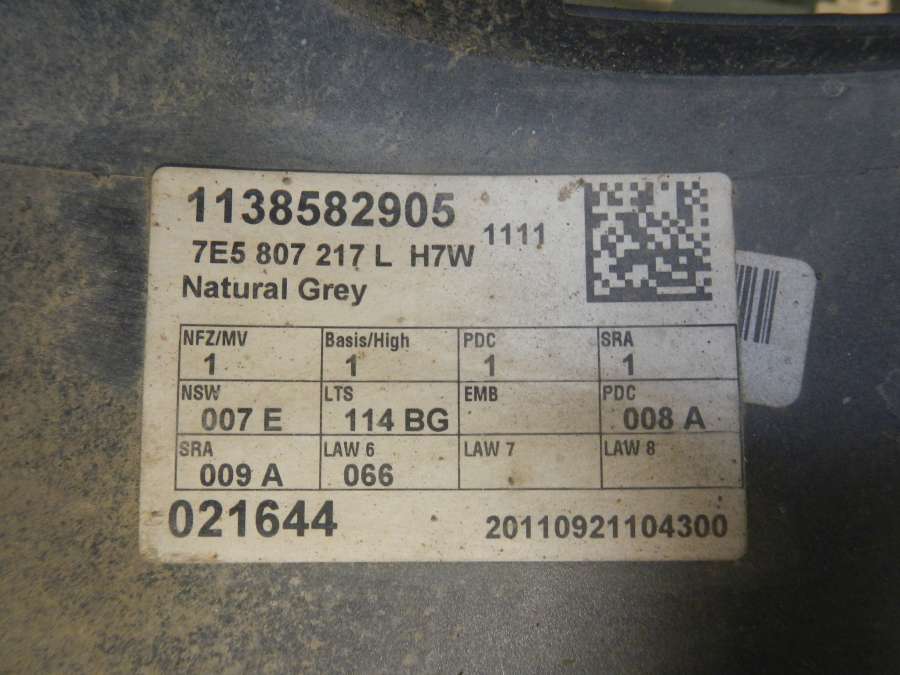 1138582905
1111
7E5 807 217 L H7W
Natural Grey
NFZ/MV Basis/High PDC SRA
1 1 1 1
NSW LTS EMB PDC
007 E 114 BG 008 A
SRA LAW 6 LAW 7 LAW 8
009 A 066
021644 20110921104300